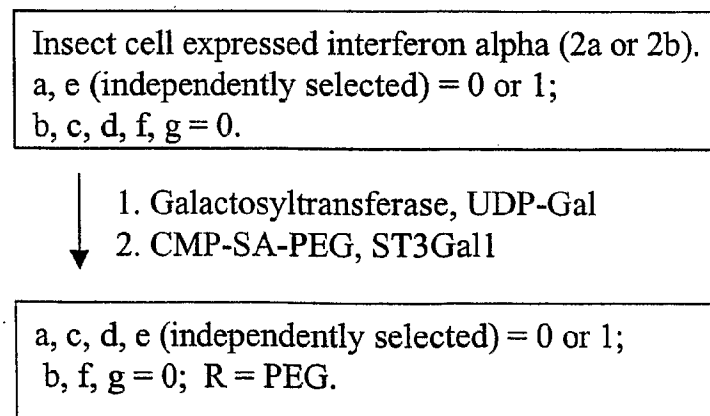 Insect cell expressed interferon alpha (2a or 2b).
a, e (independently selected) = 0 or 1;
b, c, d, f, g = 0.
1. Galactosyltransferase, UDP-Gal
2. CMP-SA-PEG, ST3Gal1
a, c, d, e (independently selected) = 0 or 1;
b, f, g = 0; R = PEG.